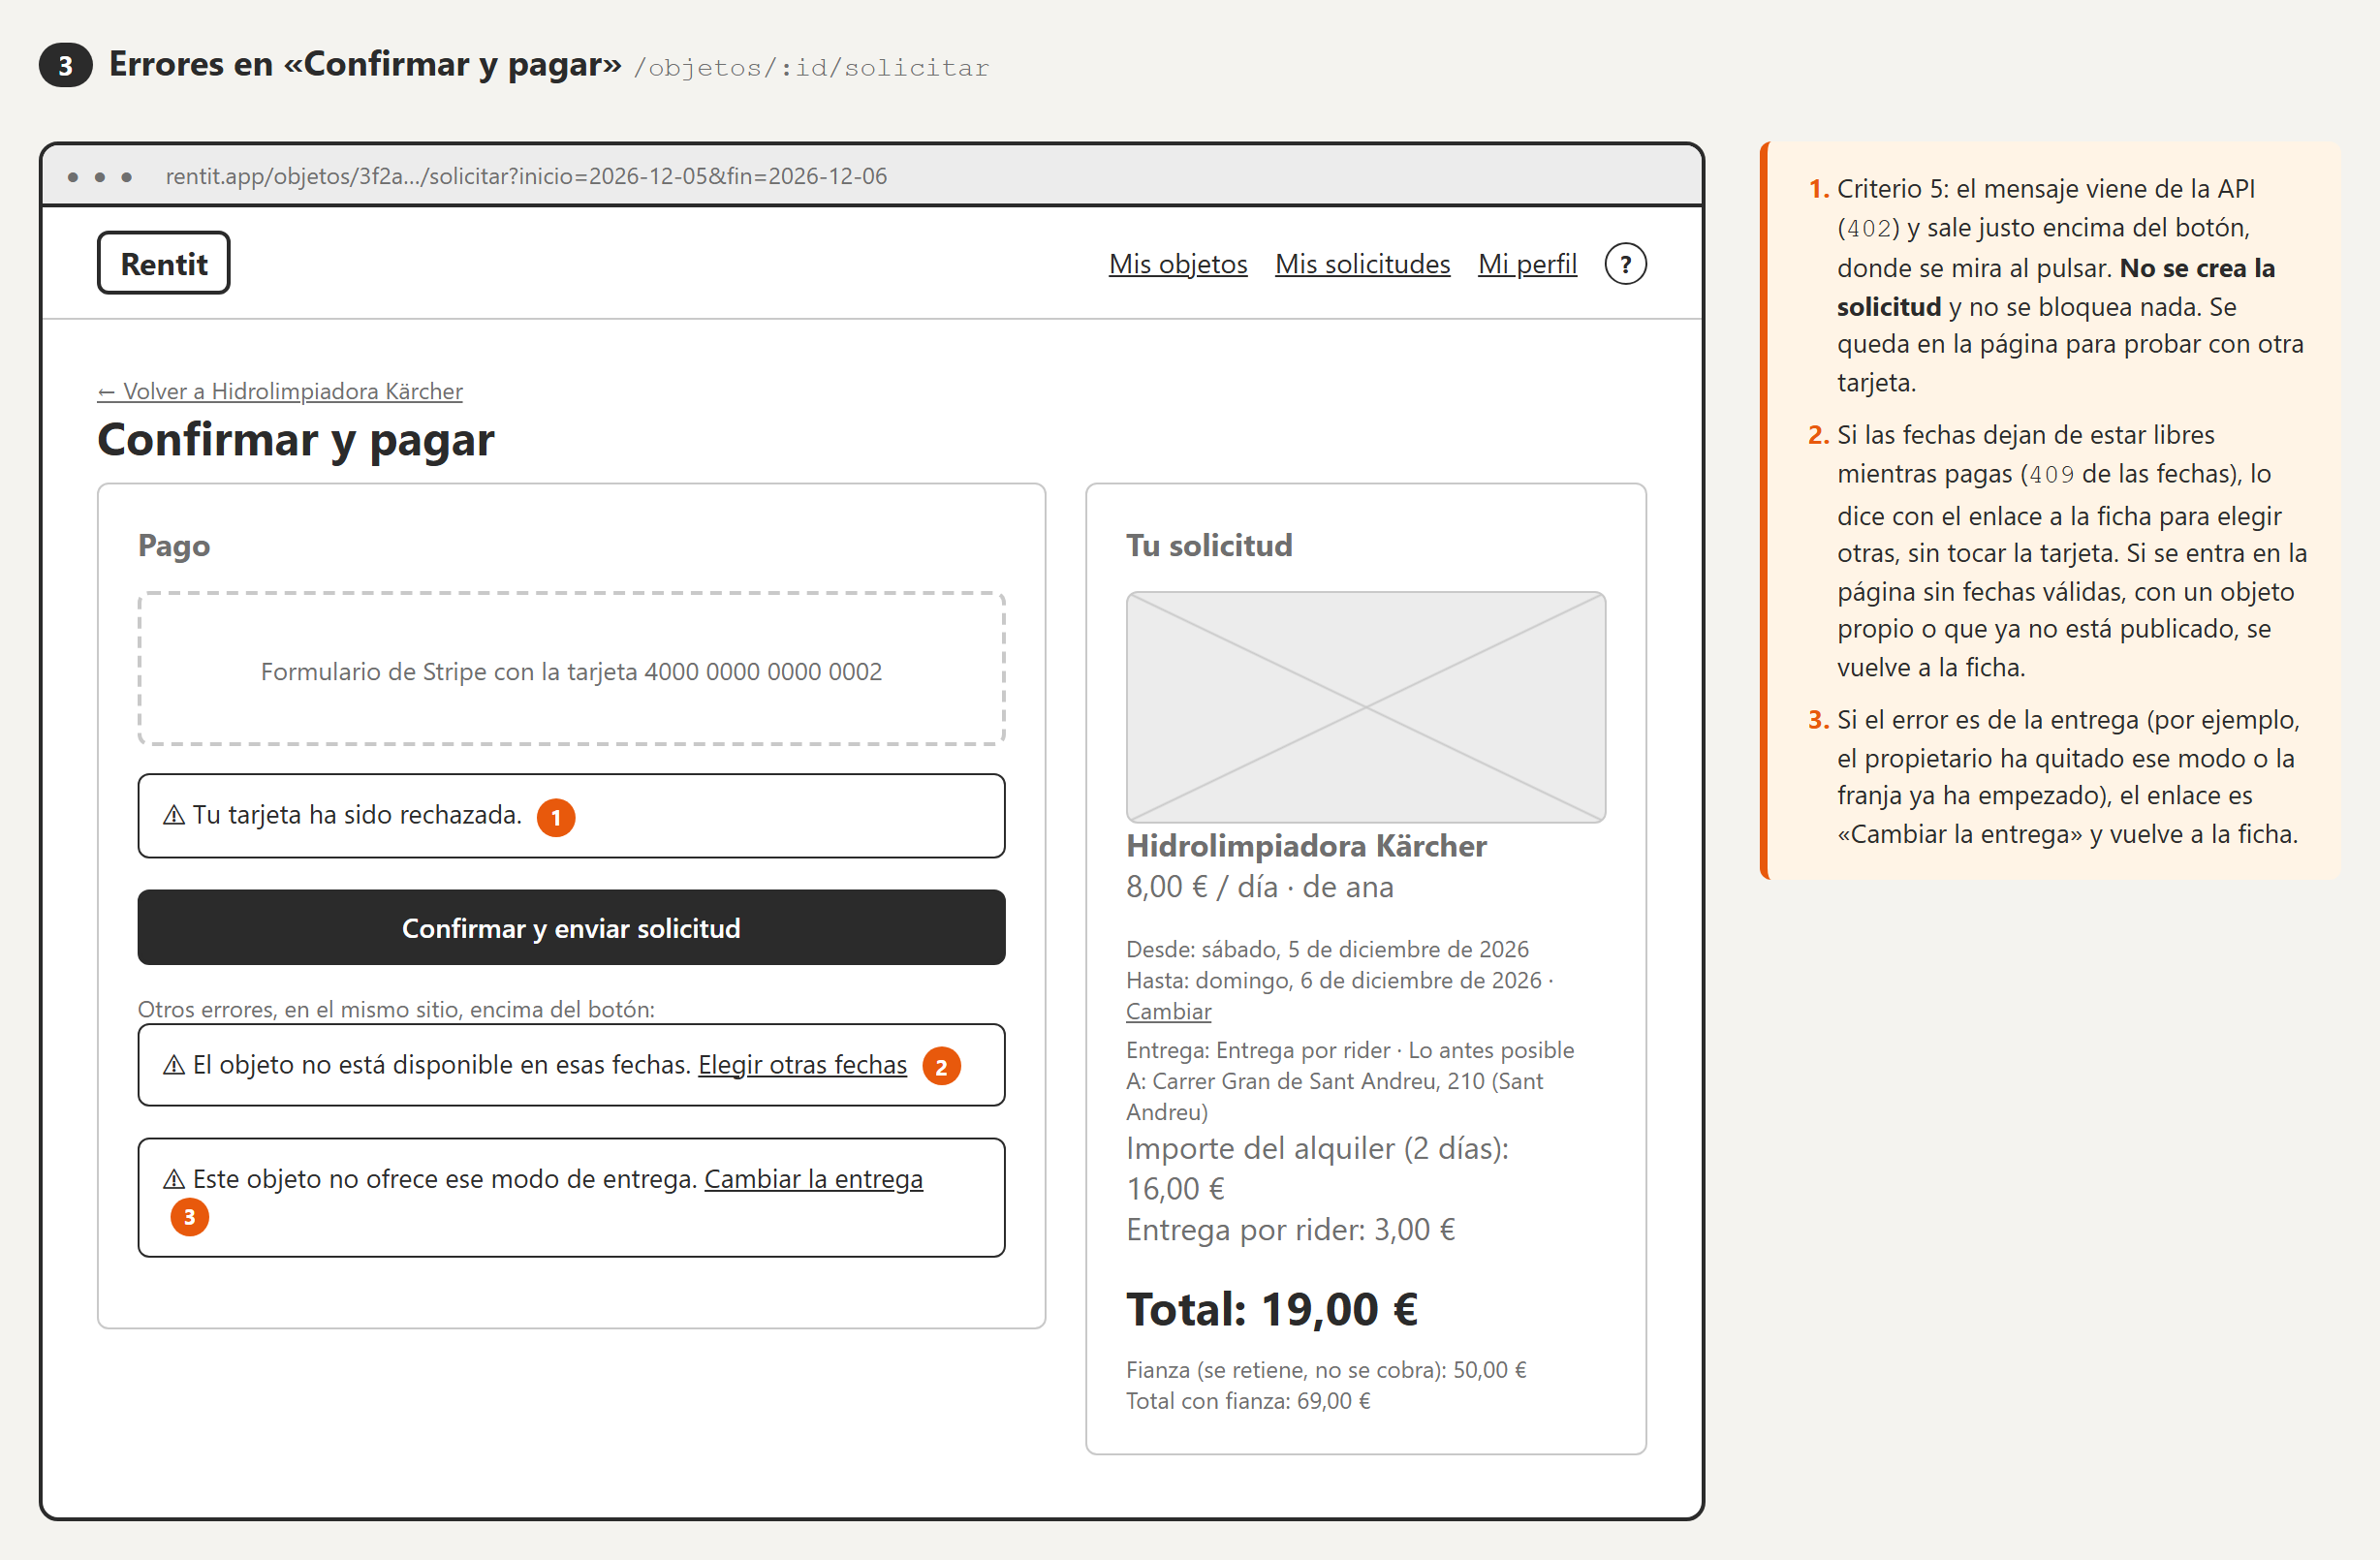 3 Errores en «Confirmar y pagar» /objetos/:id/solicitar
rentit.app/objetos/3f2a.../solicitar?inicio=2026-12-05&fin=2026-12-06
Rentit
Mis objetos Mis solicitudes Mi perfil ?
← Volver a Hidrolimpiadora Kärcher
Confirmar y pagar
Pago
Formulario de Stripe con la tarjeta 4000 0000 0000 0002
⚠ Tu tarjeta ha sido rechazada. 1
Confirmar y enviar solicitud
Otros errores, en el mismo sitio, encima del botón:
⚠ El objeto no está disponible en esas fechas. Elegir otras fechas 2
⚠ Este objeto no ofrece ese modo de entrega. Cambiar la entrega
3
Tu solicitud
Hidrolimpiadora Kärcher
8,00 € / día · de ana
Desde: sábado, 5 de diciembre de 2026
Hasta: domingo, 6 de diciembre de 2026 ·
Cambiar
Entrega: Entrega por rider · Lo antes posible
A: Carrer Gran de Sant Andreu, 210 (Sant
Andreu)
Importe del alquiler (2 días):
16,00 €
Entrega por rider: 3,00 €
Total: 19,00 €
Fianza (se retiene, no se cobra): 50,00 €
Total con fianza: 69,00 €
1. Criterio 5: el mensaje viene de la API
(402) y sale justo encima del botón,
donde se mira al pulsar. No se crea la
solicitud y no se bloquea nada. Se
queda en la página para probar con otra
tarjeta.
2. Si las fechas dejan de estar libres
mientras pagas (409 de las fechas), lo
dice con el enlace a la ficha para elegir
otras, sin tocar la tarjeta. Si se entra en la
página sin fechas válidas, con un objeto
propio o que ya no está publicado, se
vuelve a la ficha.
3. Si el error es de la entrega (por ejemplo,
el propietario ha quitado ese modo o la
franja ya ha empezado), el enlace es
«Cambiar la entrega» y vuelve a la ficha.